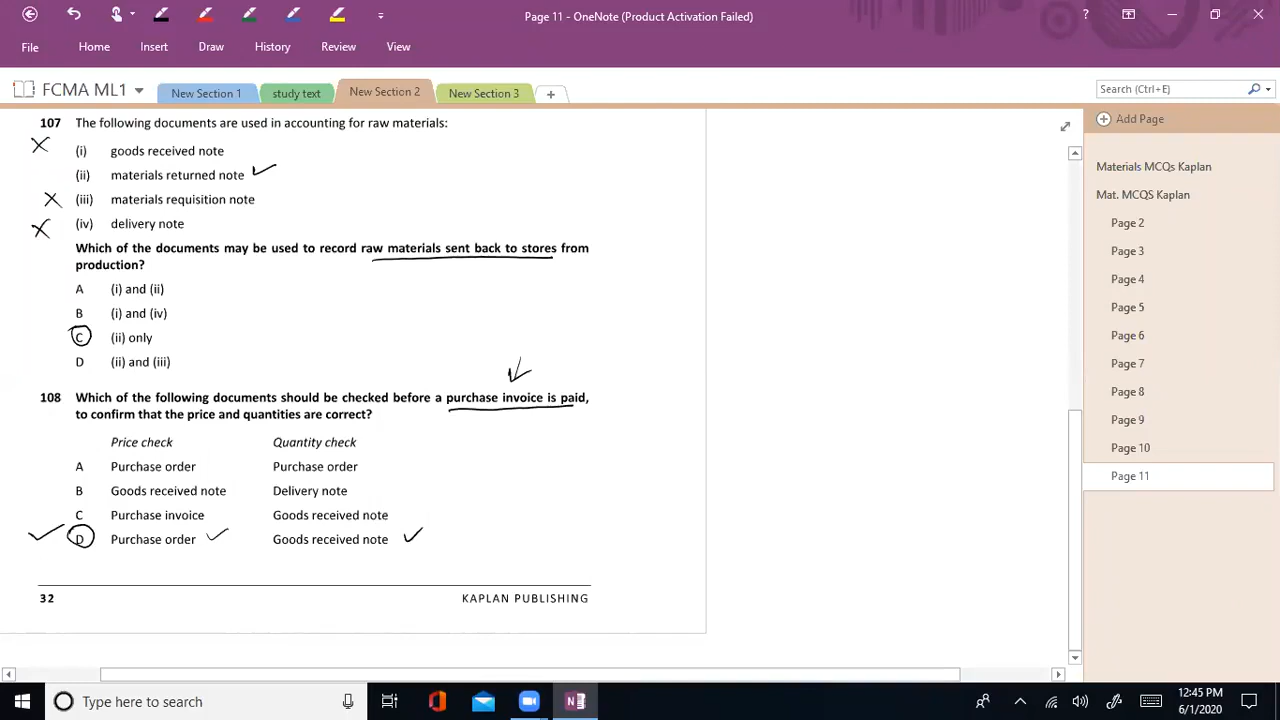 Page 11 - OneNote (Product Activation Failed)
?
File Home Insert Draw History Review View
FCMA ML1 New Section 1 study text New Section 2 New Section 3 +
Search (Ctrl+E)
Add Page
Materials MCQs Kaplan
Mat. MCQS Kaplan
Page 2
Page 3
Page 4
Page 5
Page 6
Page 7
Page 8
Page 9
Page 10
Page 11
107 The following documents are used in accounting for raw materials:
(i) goods received note
(ii) materials returned note
(iii) materials requisition note
(iv) delivery note
Which of the documents may be used to record raw materials sent back to stores from
production?
A (i) and (ii)
B (i) and (iv)
C (ii) only
D (ii) and (iii)
108 Which of the following documents should be checked before a purchase invoice is paid,
to confirm that the price and quantities are correct?
Price check Quantity check
A Purchase order Purchase order
B Goods received note Delivery note
C Purchase invoice Goods received note
D Purchase order Goods received note
32 KAPLAN PUBLISHING
Type here to search
12:45 PM
6/1/2020